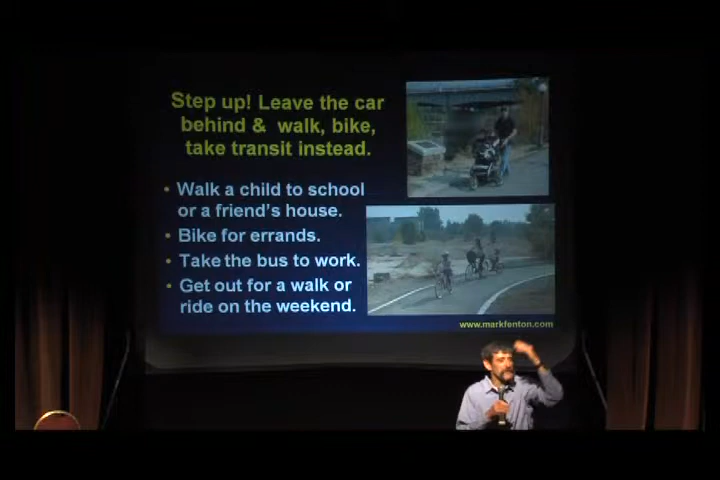 Step up! Leave the car
behind & walk, bike,
take transit instead.
• Walk a child to school
or a friend's house.
• Bike for errands.
• Take the bus to work.
• Get out for a walk or
ride on the weekend.
www.markfenton.com